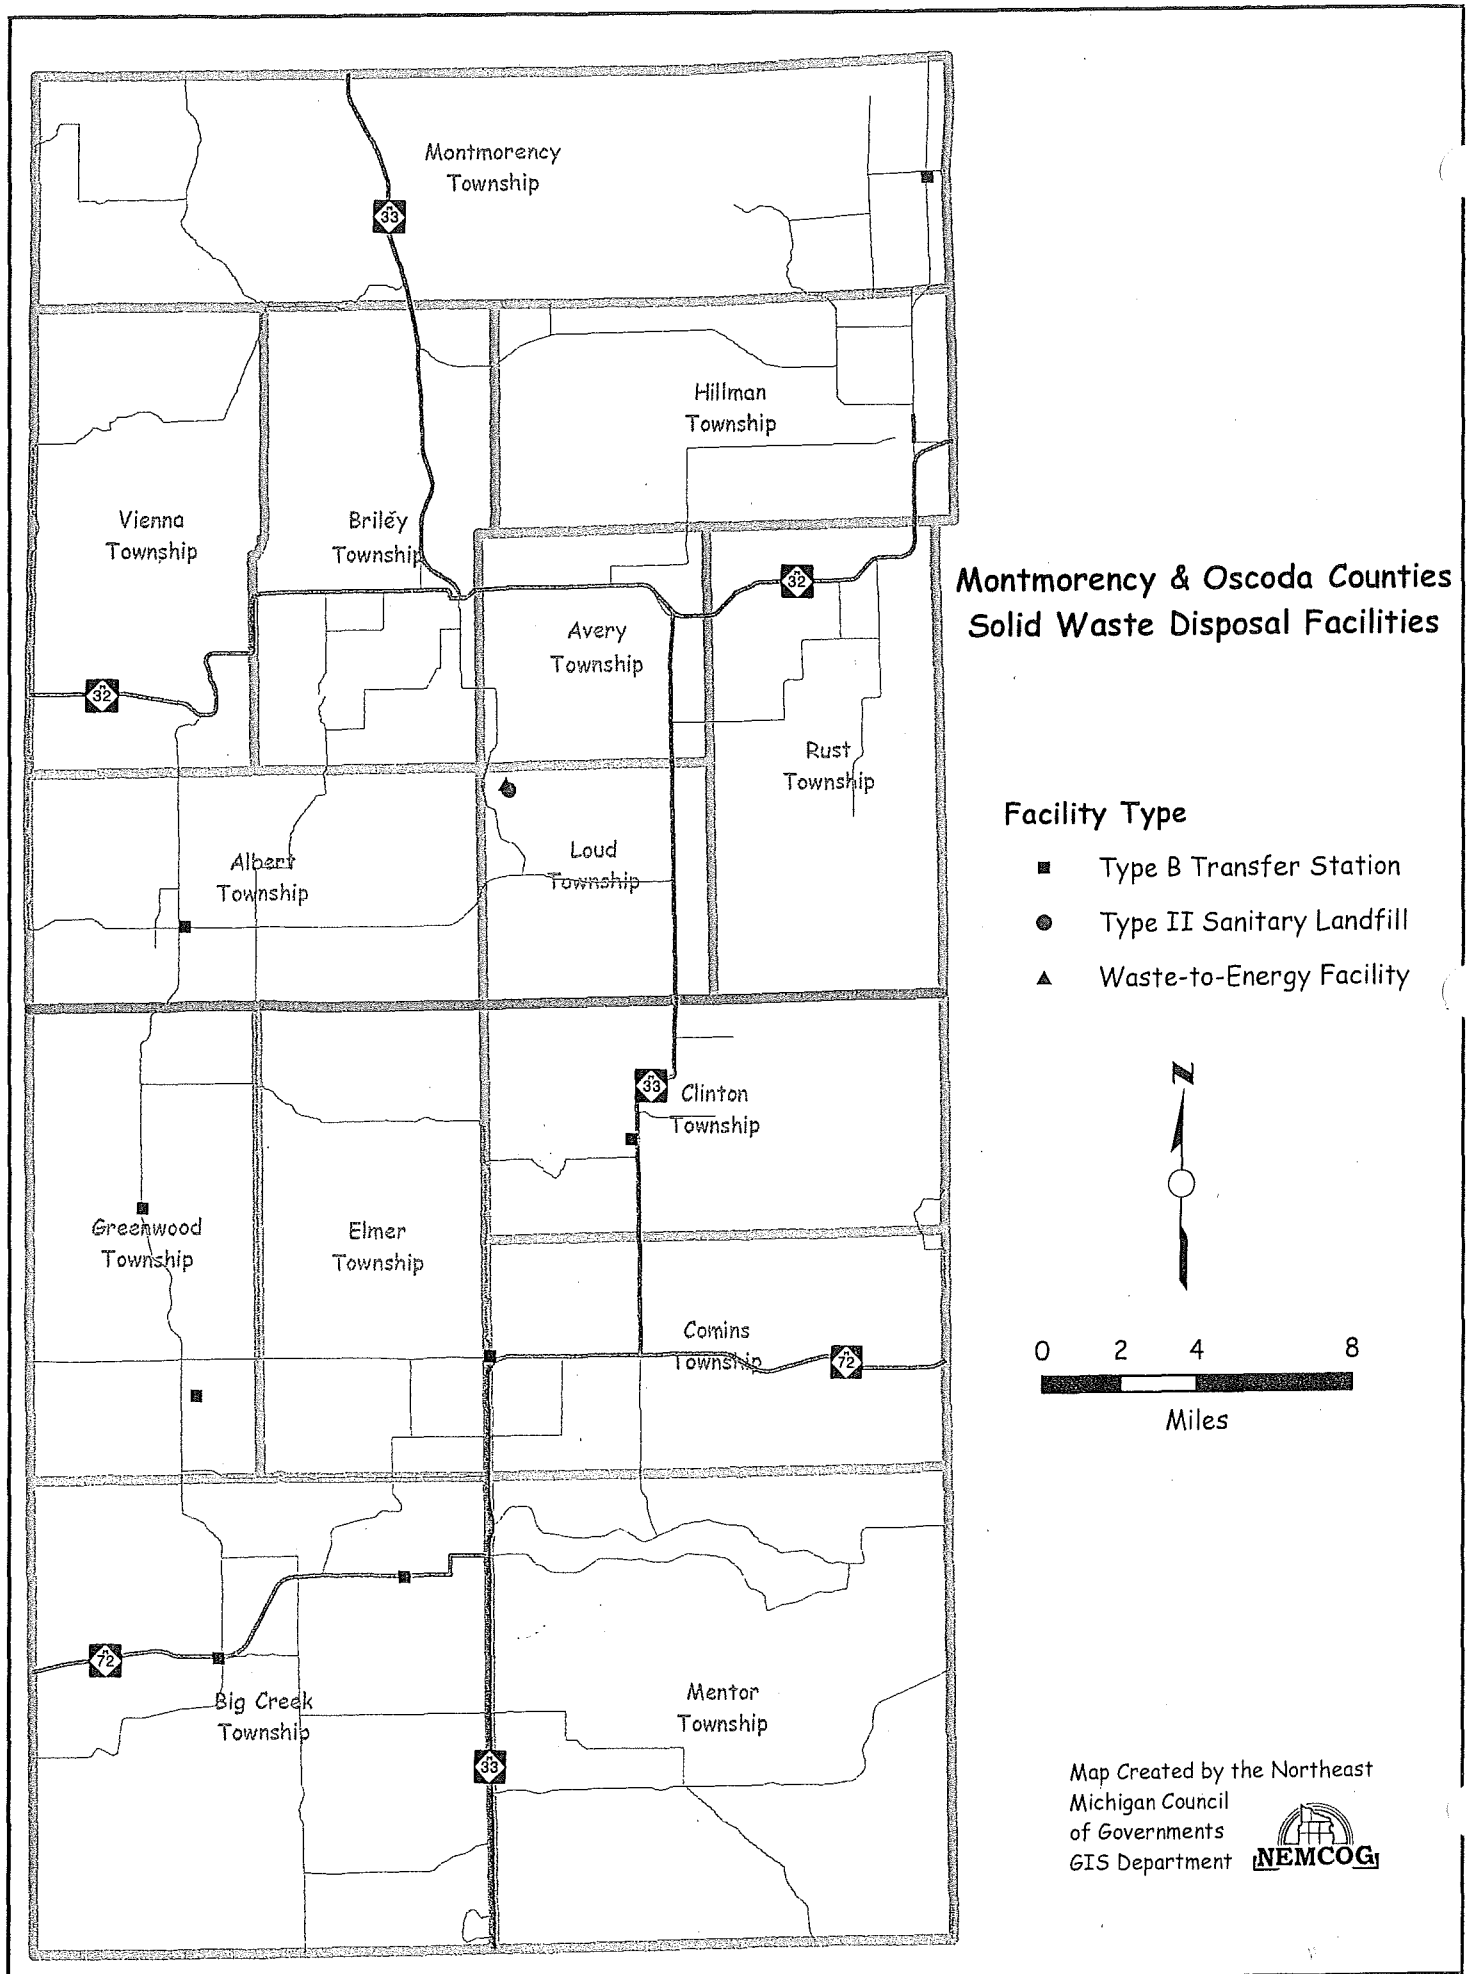 Montmorency
Township
M
33
Hillman
Township
Vienna
Township
Briley
Township
M
32
Montmorency & Oscoda Counties
Solid Waste Disposal Facilities
Avery
Township
M
32
Rust
Township
Facility Type
Type B Transfer Station
Type II Sanitary Landfill
Waste-to-Energy Facility
Albert
Township
Loud
Township
N
M
33
Clinton
Township
Greenwood
Township
Elmer
Township
Comins
Township
M
72
0 2 4 8
Miles
M
72
Big Creek
Township
Mentor
Township
M
33
Map Created by the Northeast
Michigan Council
of Governments
GIS Department
NEMCOG